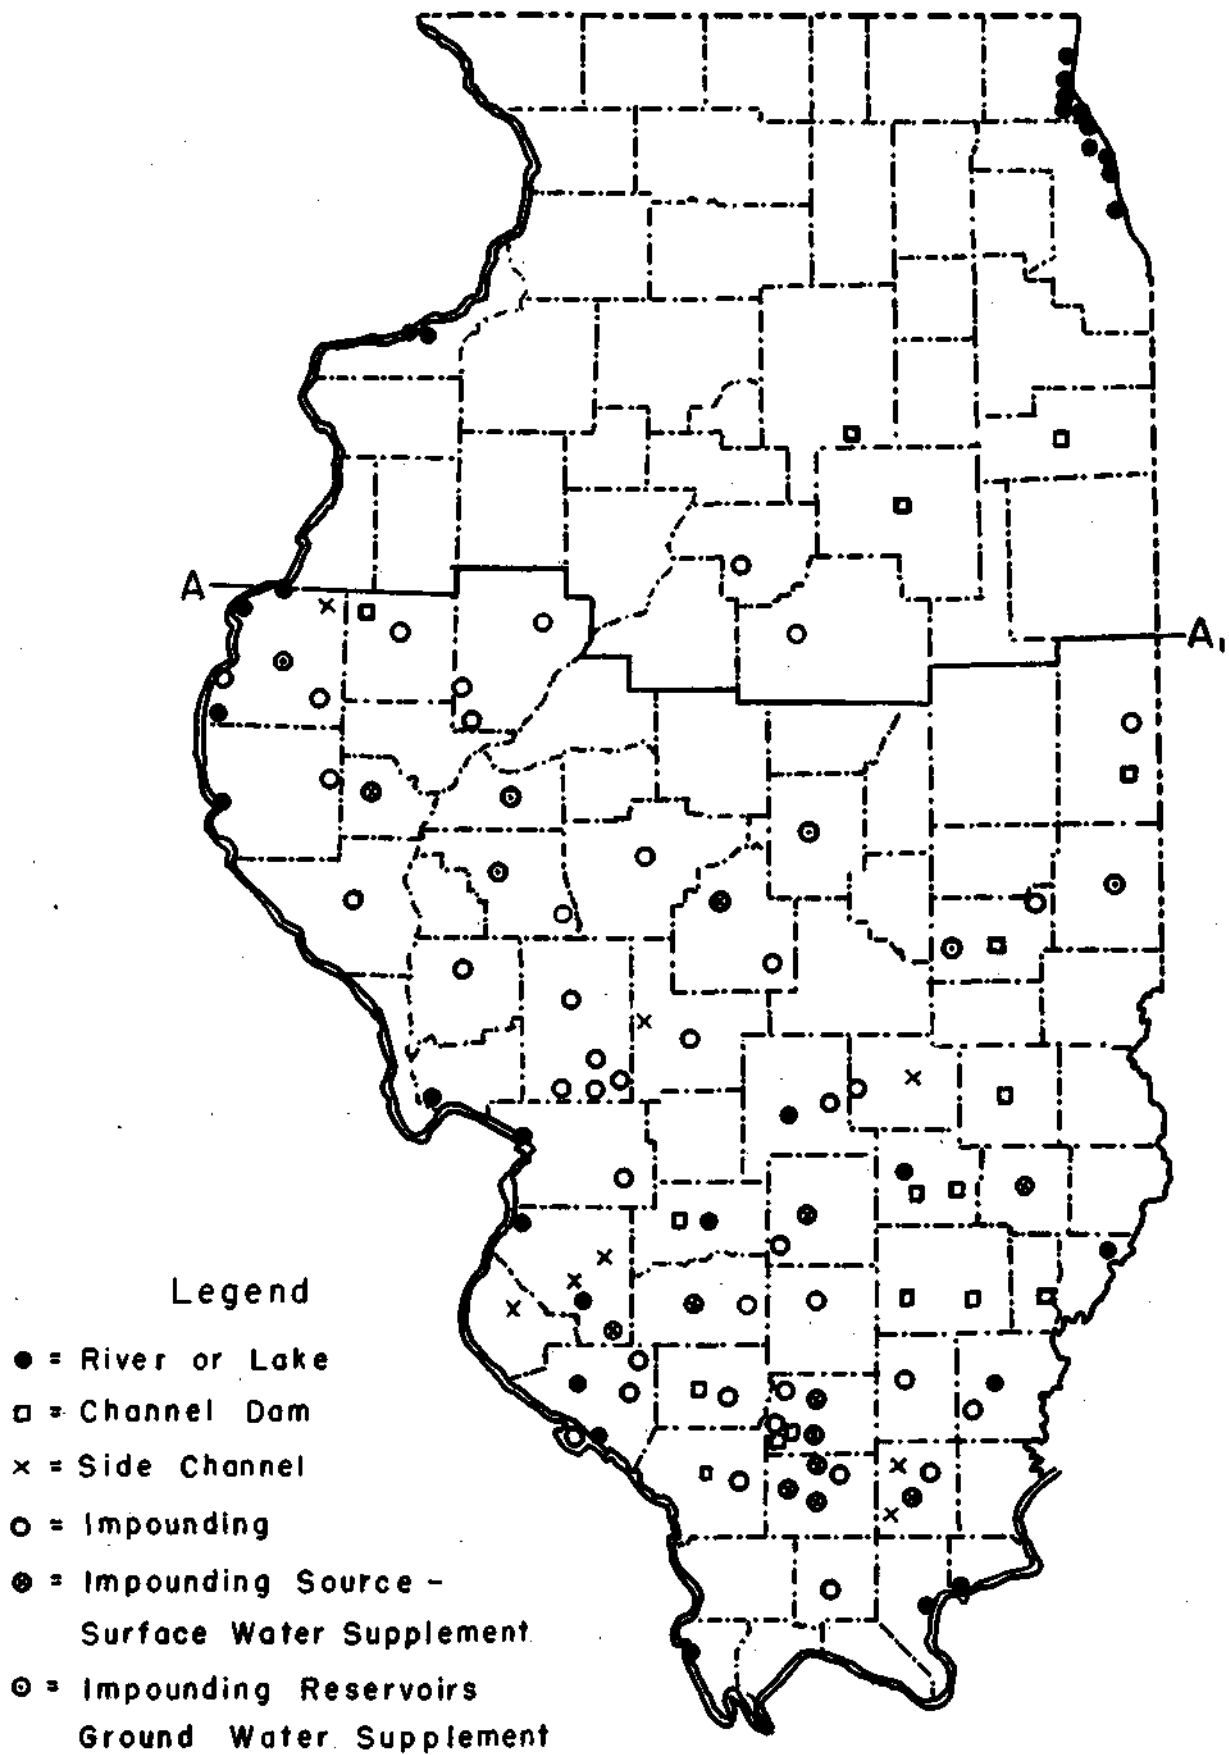 A
A₁
Legend
● = River or Lake
□ = Channel Dam
x = Side Channel
○ = Impounding
⊗ = Impounding Source -
Surface Water Supplement
⊙ = Impounding Reservoirs
Ground Water Supplement